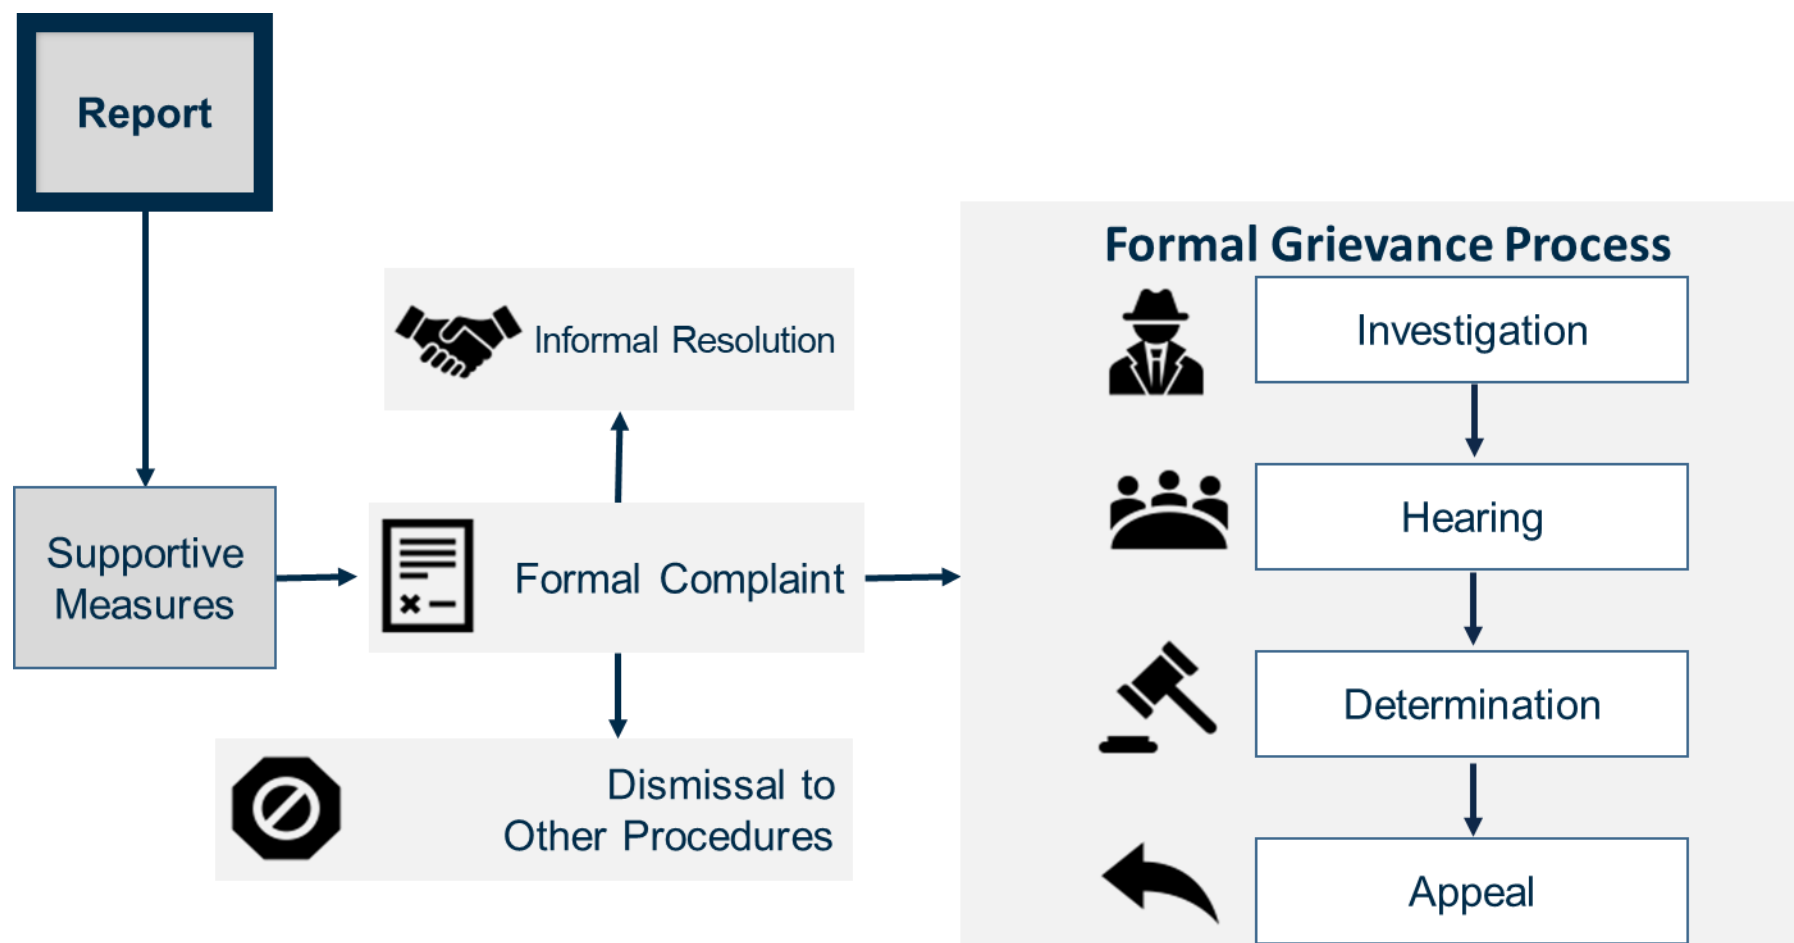 Report
Supportive
Measures
Informal Resolution
Formal Complaint
Dismissal to
Other Procedures
Formal Grievance Process
Investigation
Hearing
Determination
Appeal